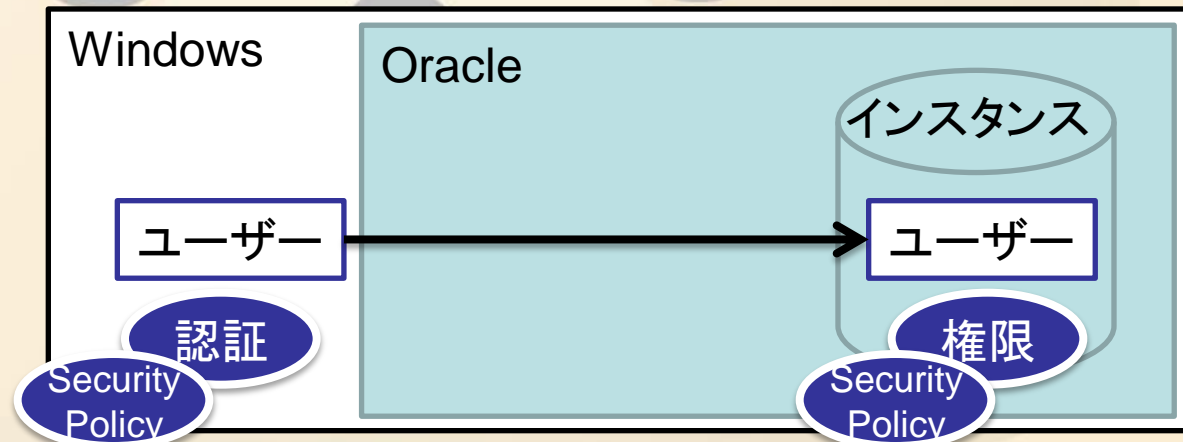 Windows
Oracle
インスタンス
ユーザー
ユーザー
認証
権限
Security
Policy
Security
Policy